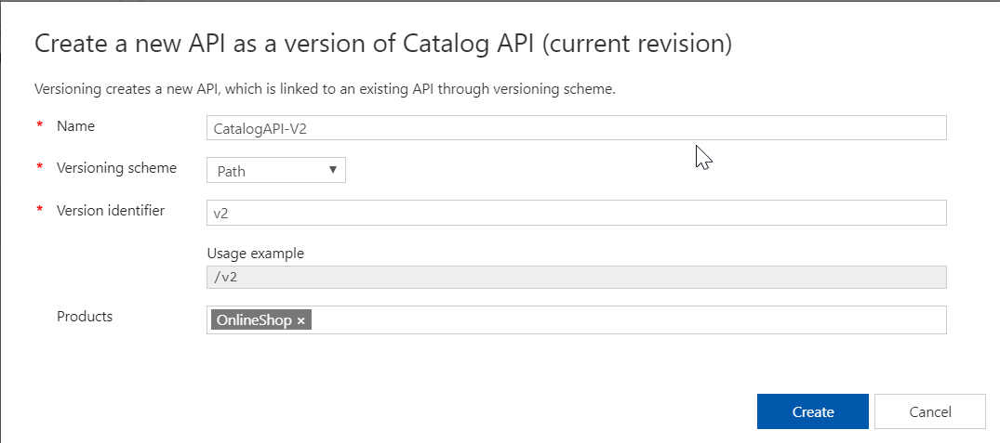 Create a new API as a version of Catalog API (current revision)
Versioning creates a new API, which is linked to an existing API through versioning scheme.
* Name CatalogAPI-V2
* Versioning scheme Path ▼
* Version identifier v2
Usage example
/v2
Products OnlineShop ×
Create Cancel